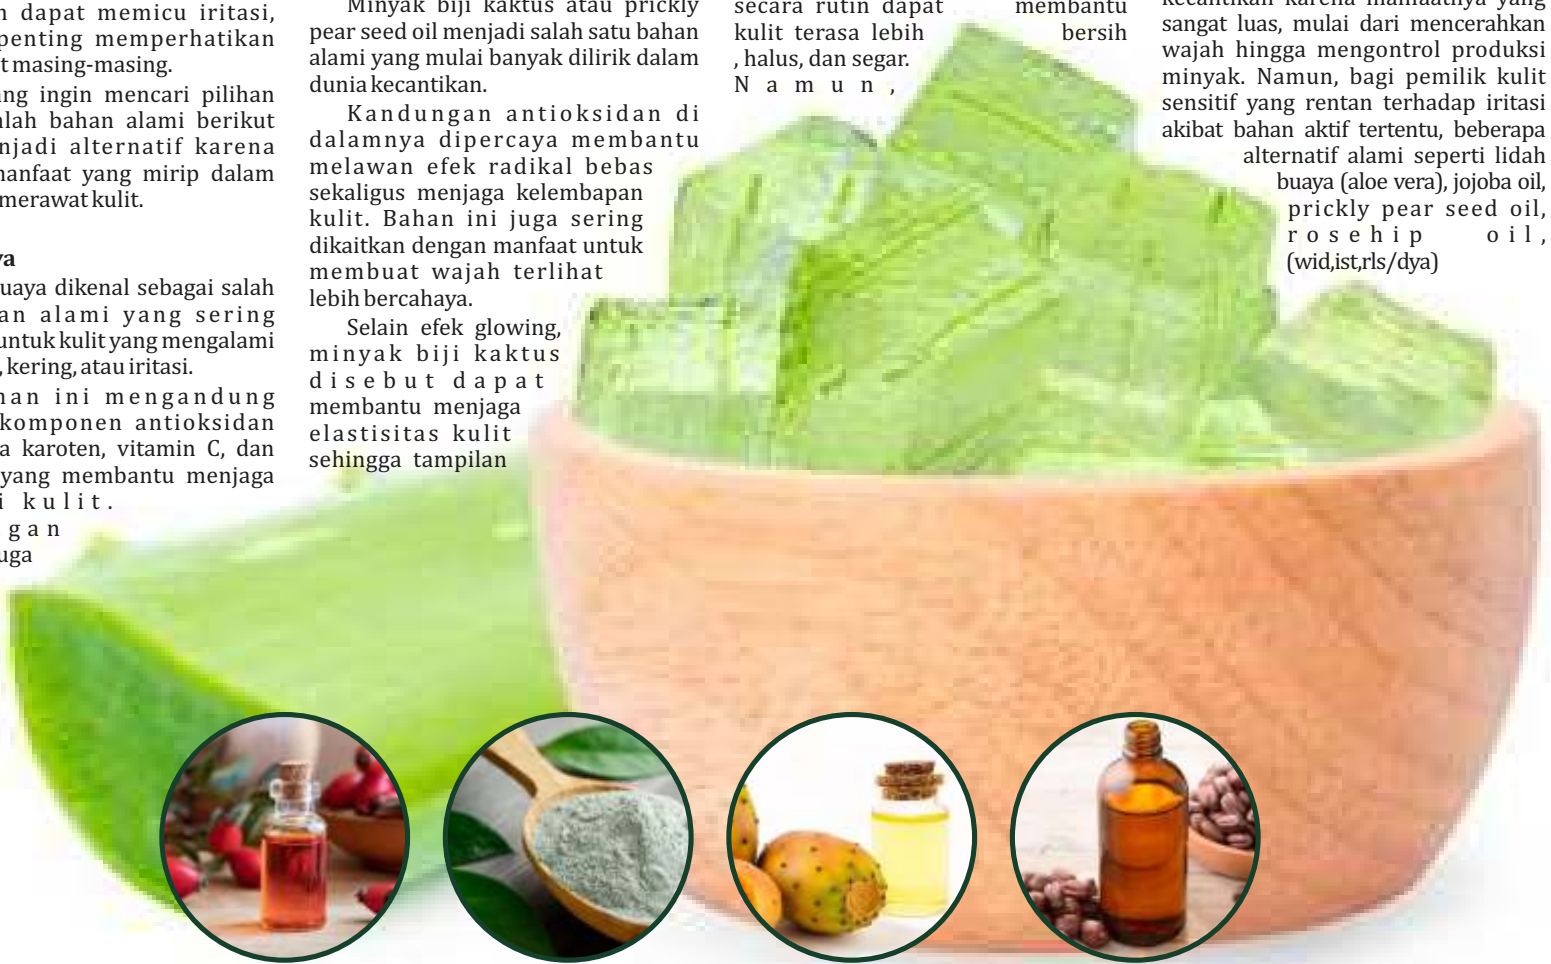 dapat memicu iritasi,
penting memperhatikan
t masing-masing.
ng ingin mencari pilihan
lah bahan alami berikut
njadi alternatif karena
manfaat yang mirip dalam
merawat kulit.
ya
uaya dikenal sebagai salah
an alami yang sering
untuk kulit yang mengalami
, kering, atau iritasi.
han ini mengandung
komponen antioksidan
a karoten, vitamin C, dan
yang membantu menjaga
i kulit.
gan
uga
Minyak biji kaktus atau prickly
pear seed oil menjadi salah satu bahan
alami yang mulai banyak dilirik dalam
dunia kecantikan.
Kandungan antioksidan di
dalamnya dipercaya membantu
melawan efek radikal bebas
sekaligus menjaga kelembapan
kulit. Bahan ini juga sering
dikaitkan dengan manfaat untuk
membuat wajah terlihat
lebih bercahaya.
Selain efek glowing,
minyak biji kaktus
disebut dapat
membantu menjaga
elastisitas kulit
sehingga tampilan
secara rutin dapat membantu
kulit terasa lebih bersih
, halus, dan segar.
Namun,
kecantikan karena manfaatnya yang
sangat luas, mulai dari mencerahkan
wajah hingga mengontrol produksi
minyak. Namun, bagi pemilik kulit
sensitif yang rentan terhadap iritasi
akibat bahan aktif tertentu, beberapa
alternatif alami seperti lidah
buaya (aloe vera), jojoba oil,
prickly pear seed oil,
rosehip oil,
(wid,ist,rls/dya)